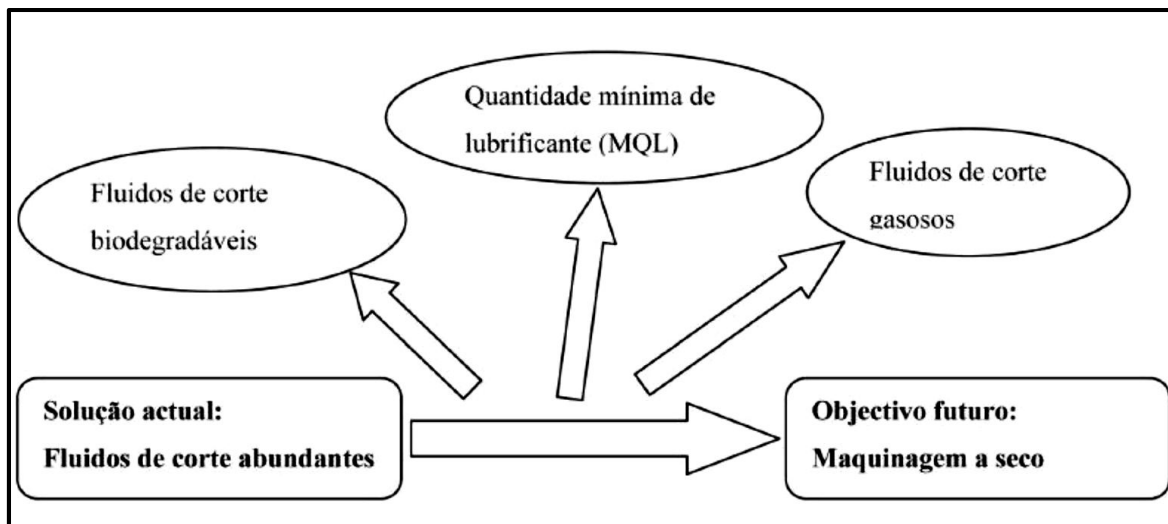 Quantidade mínima de
lubrificante (MQL)
Fluidos de corte
biodegradáveis
Fluidos de corte
gasosos
Solução actual:
Fluidos de corte abundantes
Objectivo futuro:
Maquinagem a seco